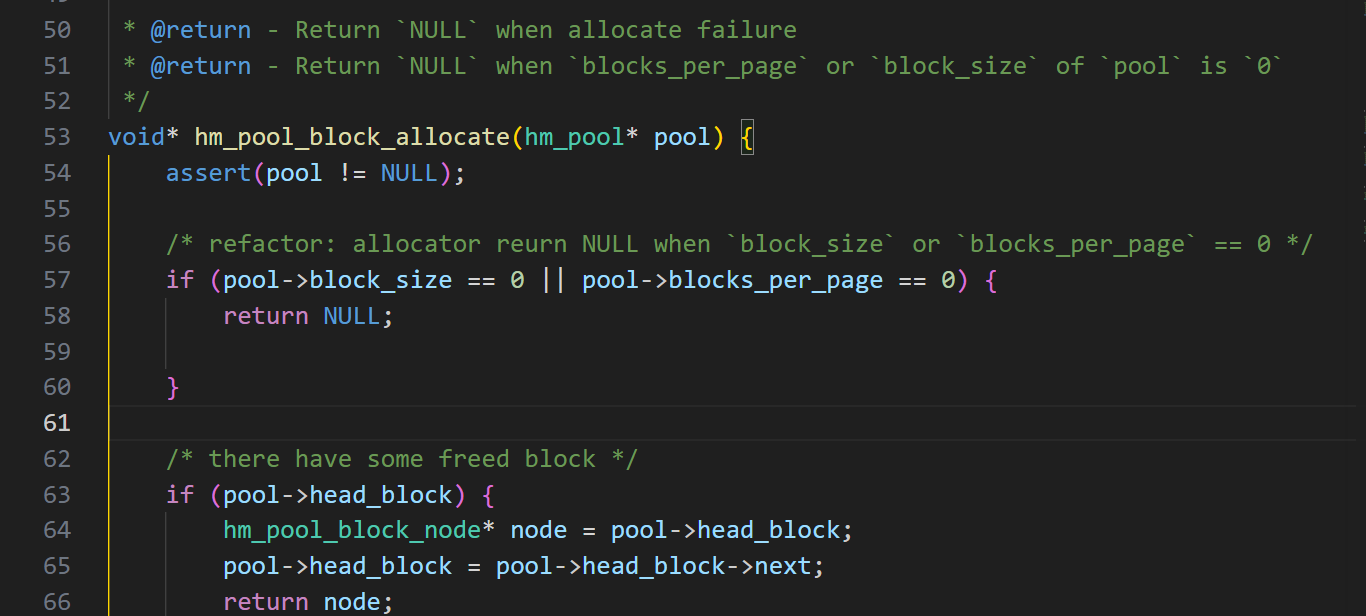 50 * @return - Return `NULL` when allocate failure
51 * @return - Return `NULL` when `blocks_per_page` or `block_size` of `pool` is `0`
52 */
53 void* hm_pool_block_allocate(hm_pool* pool) {
54 assert(pool != NULL);
55
56 /* refactor: allocator reurn NULL when `block_size` or `blocks_per_page` == 0 */
57 if (pool->block_size == 0 || pool->blocks_per_page == 0) {
58 return NULL;
59
60 }
61
62 /* there have some freed block */
63 if (pool->head_block) {
64 hm_pool_block_node* node = pool->head_block;
65 pool->head_block = pool->head_block->next;
66 return node;